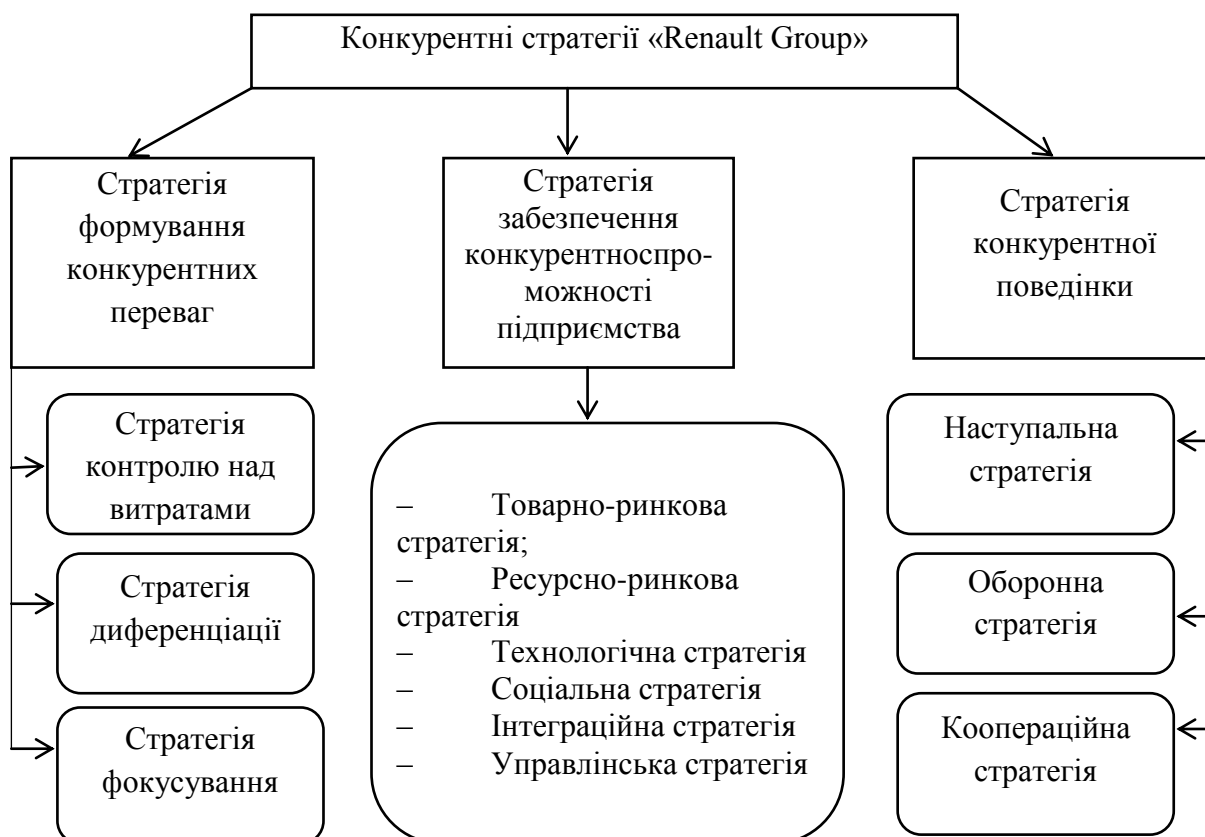 Конкурентні стратегії «Renault Group»
Стратегія
формування
конкурентних
переваг
Стратегія
забезпечення
конкурентноспро-
можності
підприємства
Стратегія
конкурентної
поведінки
Стратегія
контролю над
витратами
Стратегія
диференціації
Стратегія
фокусування
– Товарно-ринкова
стратегія;
– Ресурсно-ринкова
стратегія
– Технологічна стратегія
– Соціальна стратегія
– Інтеграційна стратегія
– Управлінська стратегія
Наступальна
стратегія
Оборонна
стратегія
Коопераційна
стратегія